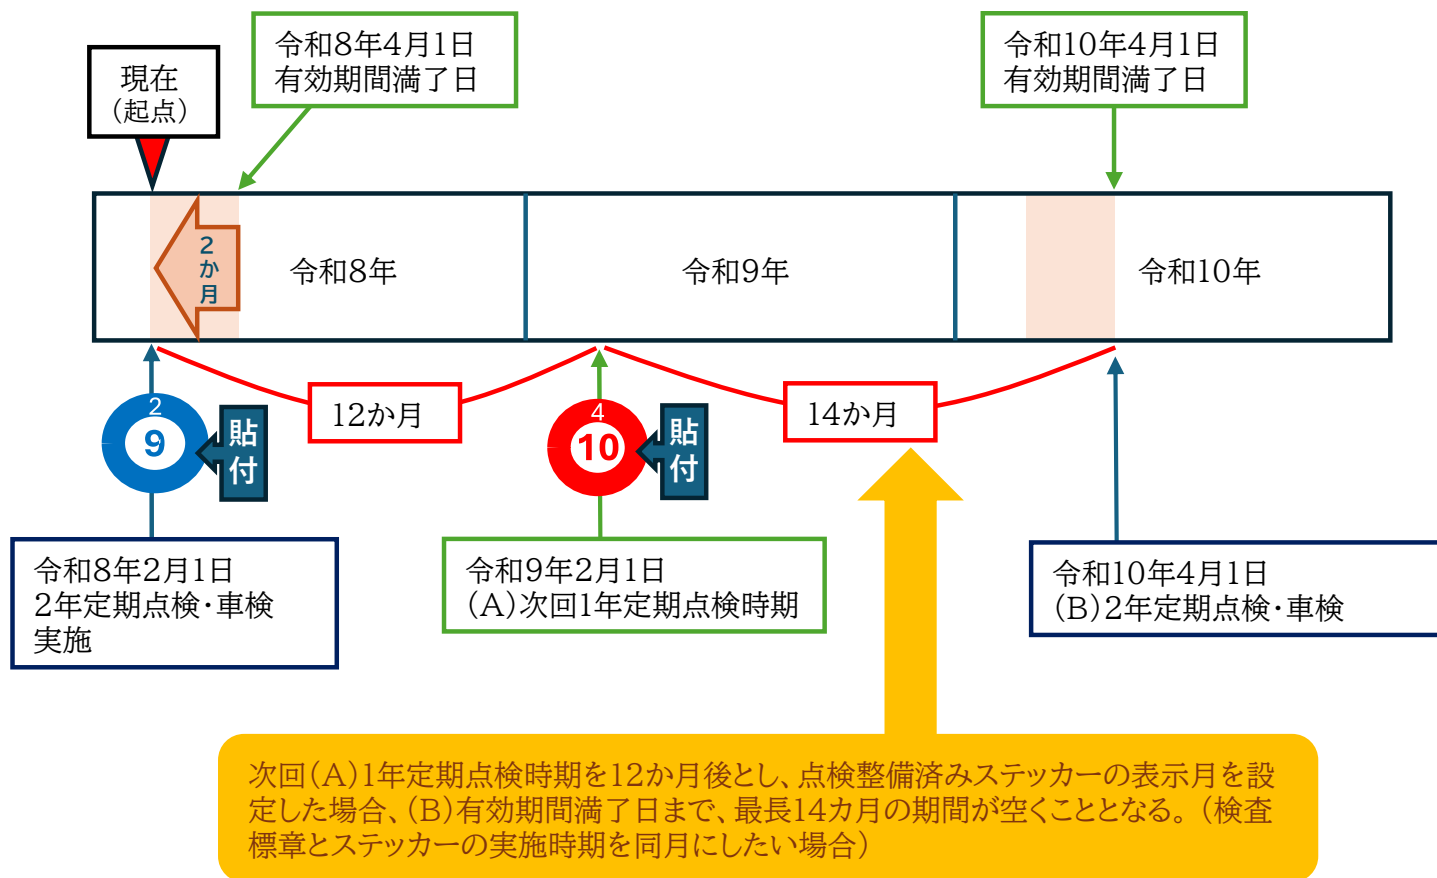 現在
（起点）
令和8年4月1日
有効期間満了日
令和10年4月1日
有効期間満了日
2か月
令和8年
令和9年
令和10年
12か月
14か月
2
9
貼付
4
10
貼付
令和8年2月1日
2年定期点検・車検
実施
令和9年2月1日
（A）次回1年定期点検時期
令和10年4月1日
（B）2年定期点検・車検
次回（A）1年定期点検時期を12か月後とし、点検整備済みステッカーの表示月を設
定した場合、（B）有効期間満了日まで、最長14カ月の期間が空くこととなる。（検査
標章とステッカーの実施時期を同月にしたい場合）